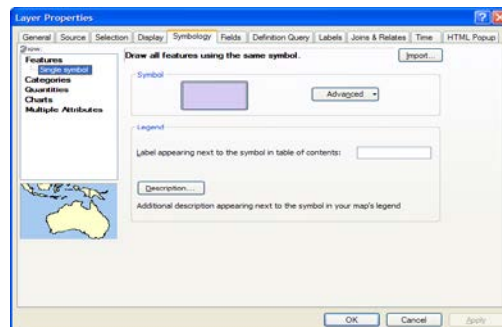 Layer Properties
General Source Selection Display Symbology Fields Definition Query Labels Joins & Relates Time HTML Popup
Show:
Features
Single symbol
Categories
Quantities
Charts
Multiple Attributes
Draw all features using the same symbol.
Import...
Symbol
Advanced
Legend
Label appearing next to the symbol in table of contents:
Description...
Additional description appearing next to the symbol in your map's legend
OK Cancel Apply